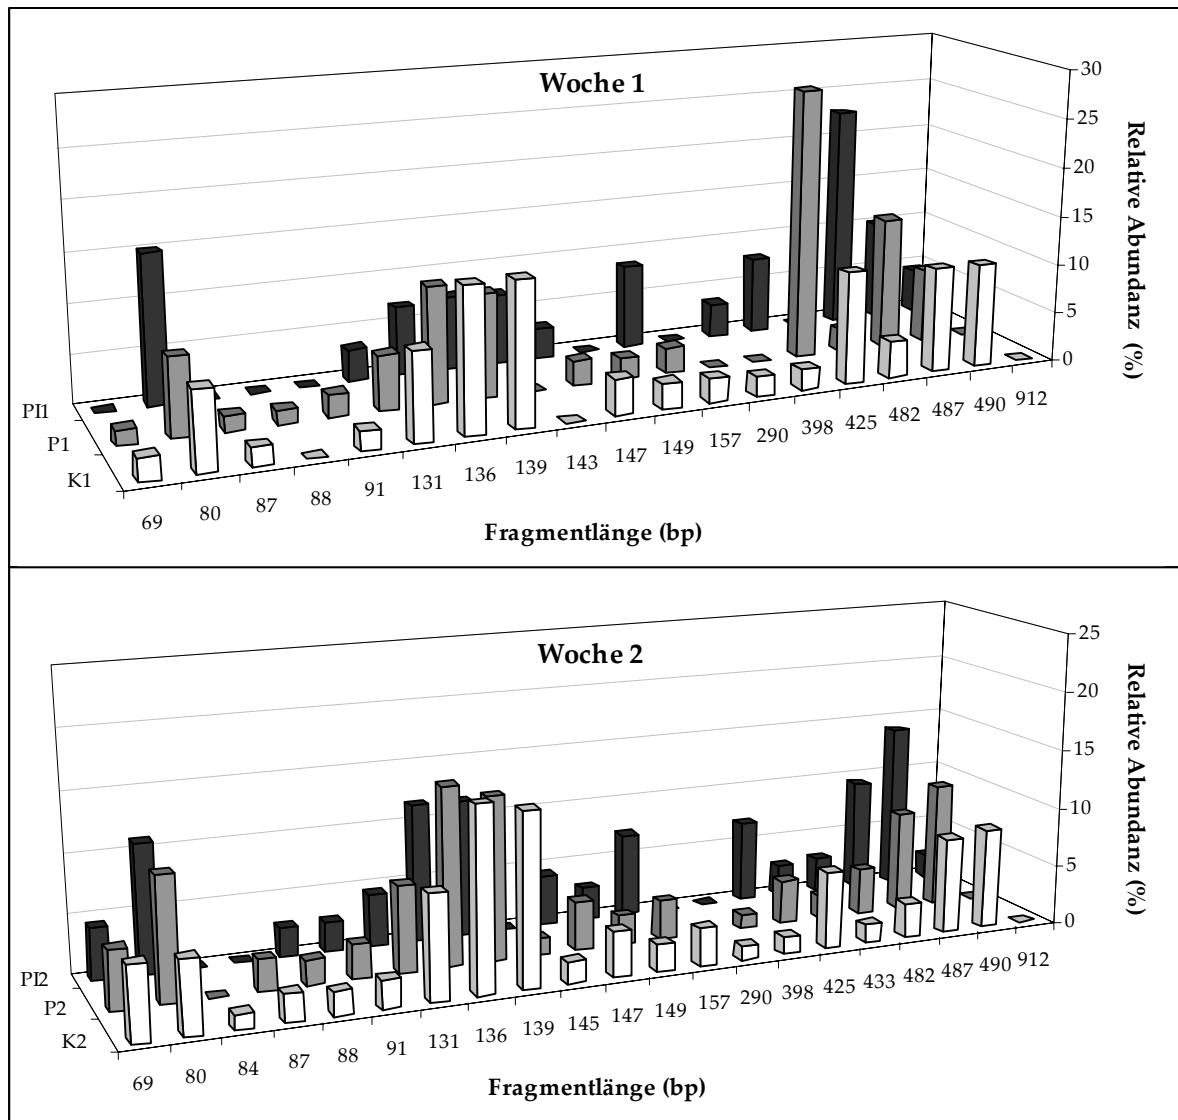 Woche 1
30
25
20
15
10
5
0
Relative Abundanz (%)
PI1
P1
K1
69 80 87 88 91 131 136 139 143 147 149 157 290 398 425 482 487 490 912
Fragmentlänge (bp)
Woche 2
25
20
15
10
5
0
Relative Abundanz (%)
PI2
P2
K2
69 80 84 87 88 91 131 136 139 145 147 149 157 290 398 425 433 482 487 490 912
Fragmentlänge (bp)